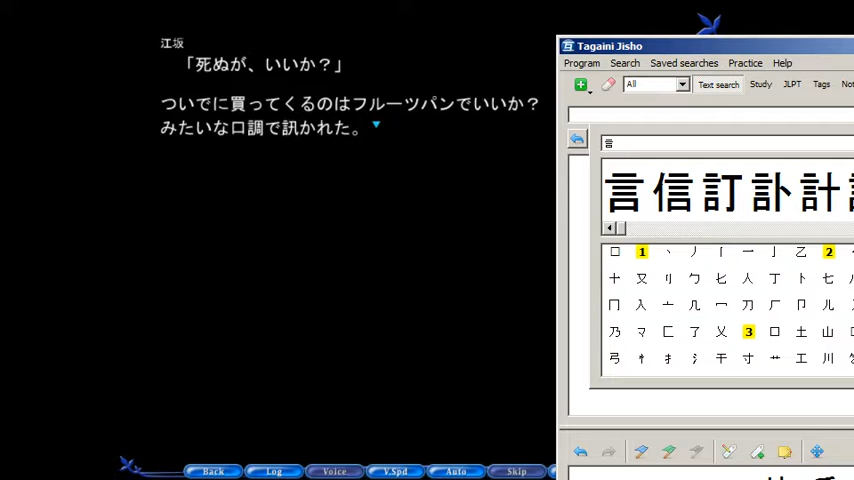 江坂
「死ぬが、いいか？」
ついでに買ってくるのはフルーツパンでいいか？
みたいな口調で訊かれた。
Back Log Voice V.Spd Auto Skip
Tagaini Jisho
Program Search Saved searches Practice Help
All Text search Study JLPT Tags
言
言 信 訂 訃 計
口 1 丶 丿 ⌈ 一 亅 乙 2
十 又 刂 勹 匕 人 丁 卜 七
冂 入 亠 几 冖 刀 厂 卩 儿
乃 マ 匚 了 乂 3 口 土 山
弓 扌 氵 干 寸 艹 工 川